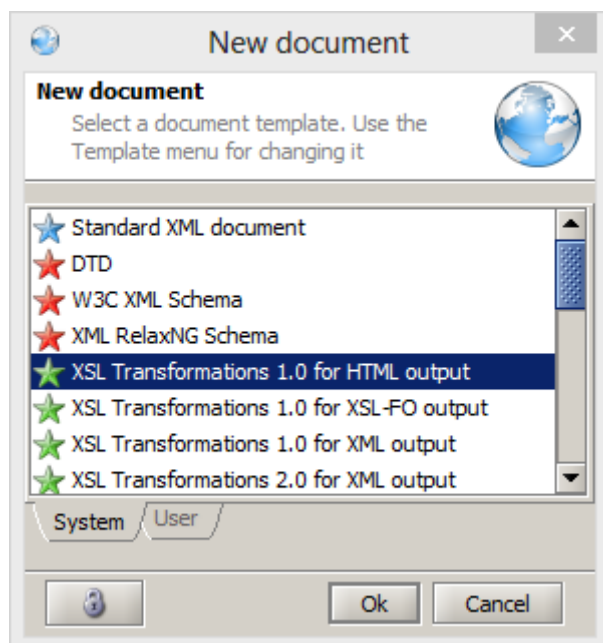 New document
New document
Select a document template. Use the
Template menu for changing it
Standard XML document
DTD
W3C XML Schema
XML RelaxNG Schema
XSL Transformations 1.0 for HTML output
XSL Transformations 1.0 for XSL-FO output
XSL Transformations 1.0 for XML output
XSL Transformations 2.0 for XML output
System User
Ok Cancel